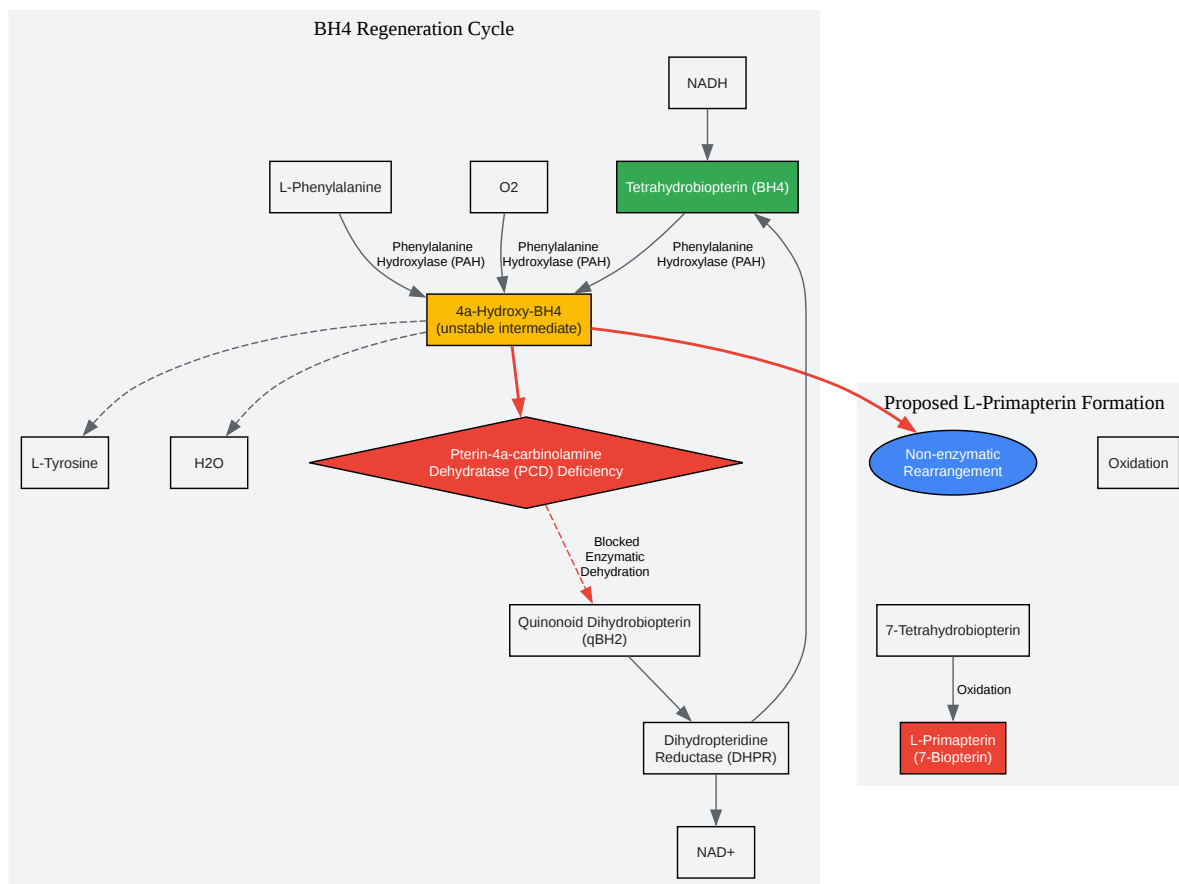 BH4 Regeneration Cycle
NADH
L-Phenylalanine
O2
Tetrahydrobiopterin (BH4)
Phenylalanine
Hydroxylase (PAH)
Phenylalanine
Hydroxylase (PAH)
Phenylalanine
Hydroxylase (PAH)
4a-Hydroxy-BH4
(unstable intermediate)
L-Tyrosine
H2O
Pterin-4a-carbinolamine
Dehydratase (PCD) Deficiency
Blocked
Enzymatic
Dehydration
Quinonoid Dihydrobiopterin
(qBH2)
Dihydropteridine
Reductase (DHPR)
NAD+
Proposed L-Primapterin Formation
Non-enzymatic
Rearrangement
Oxidation
7-Tetrahydrobiopterin
Oxidation
L-Primapterin
(7-Biopterin)